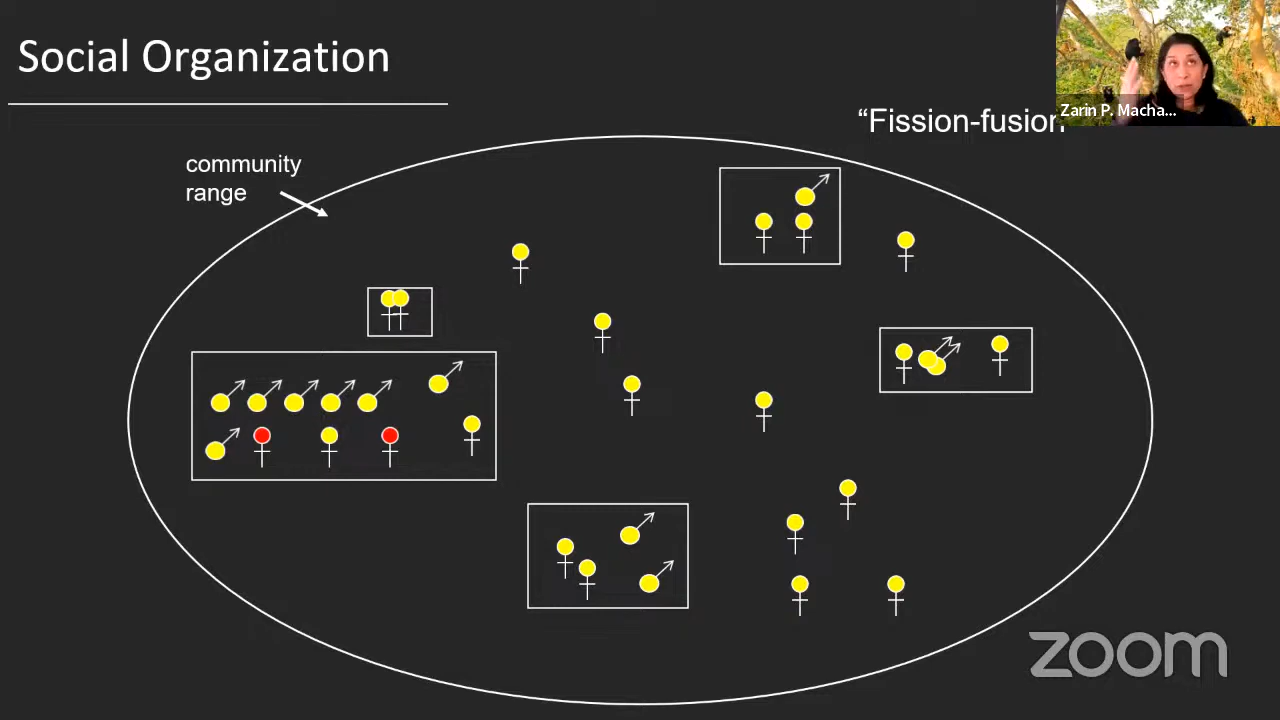 Social Organization
Zarin P. Macha...
“Fission-fusion
community
range
zoom